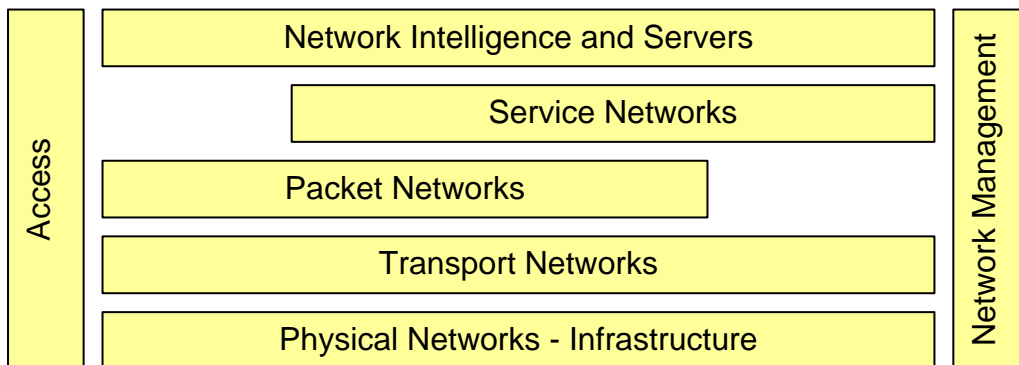 Access
Network Intelligence and Servers
Service Networks
Packet Networks
Transport Networks
Physical Networks - Infrastructure
Network Management